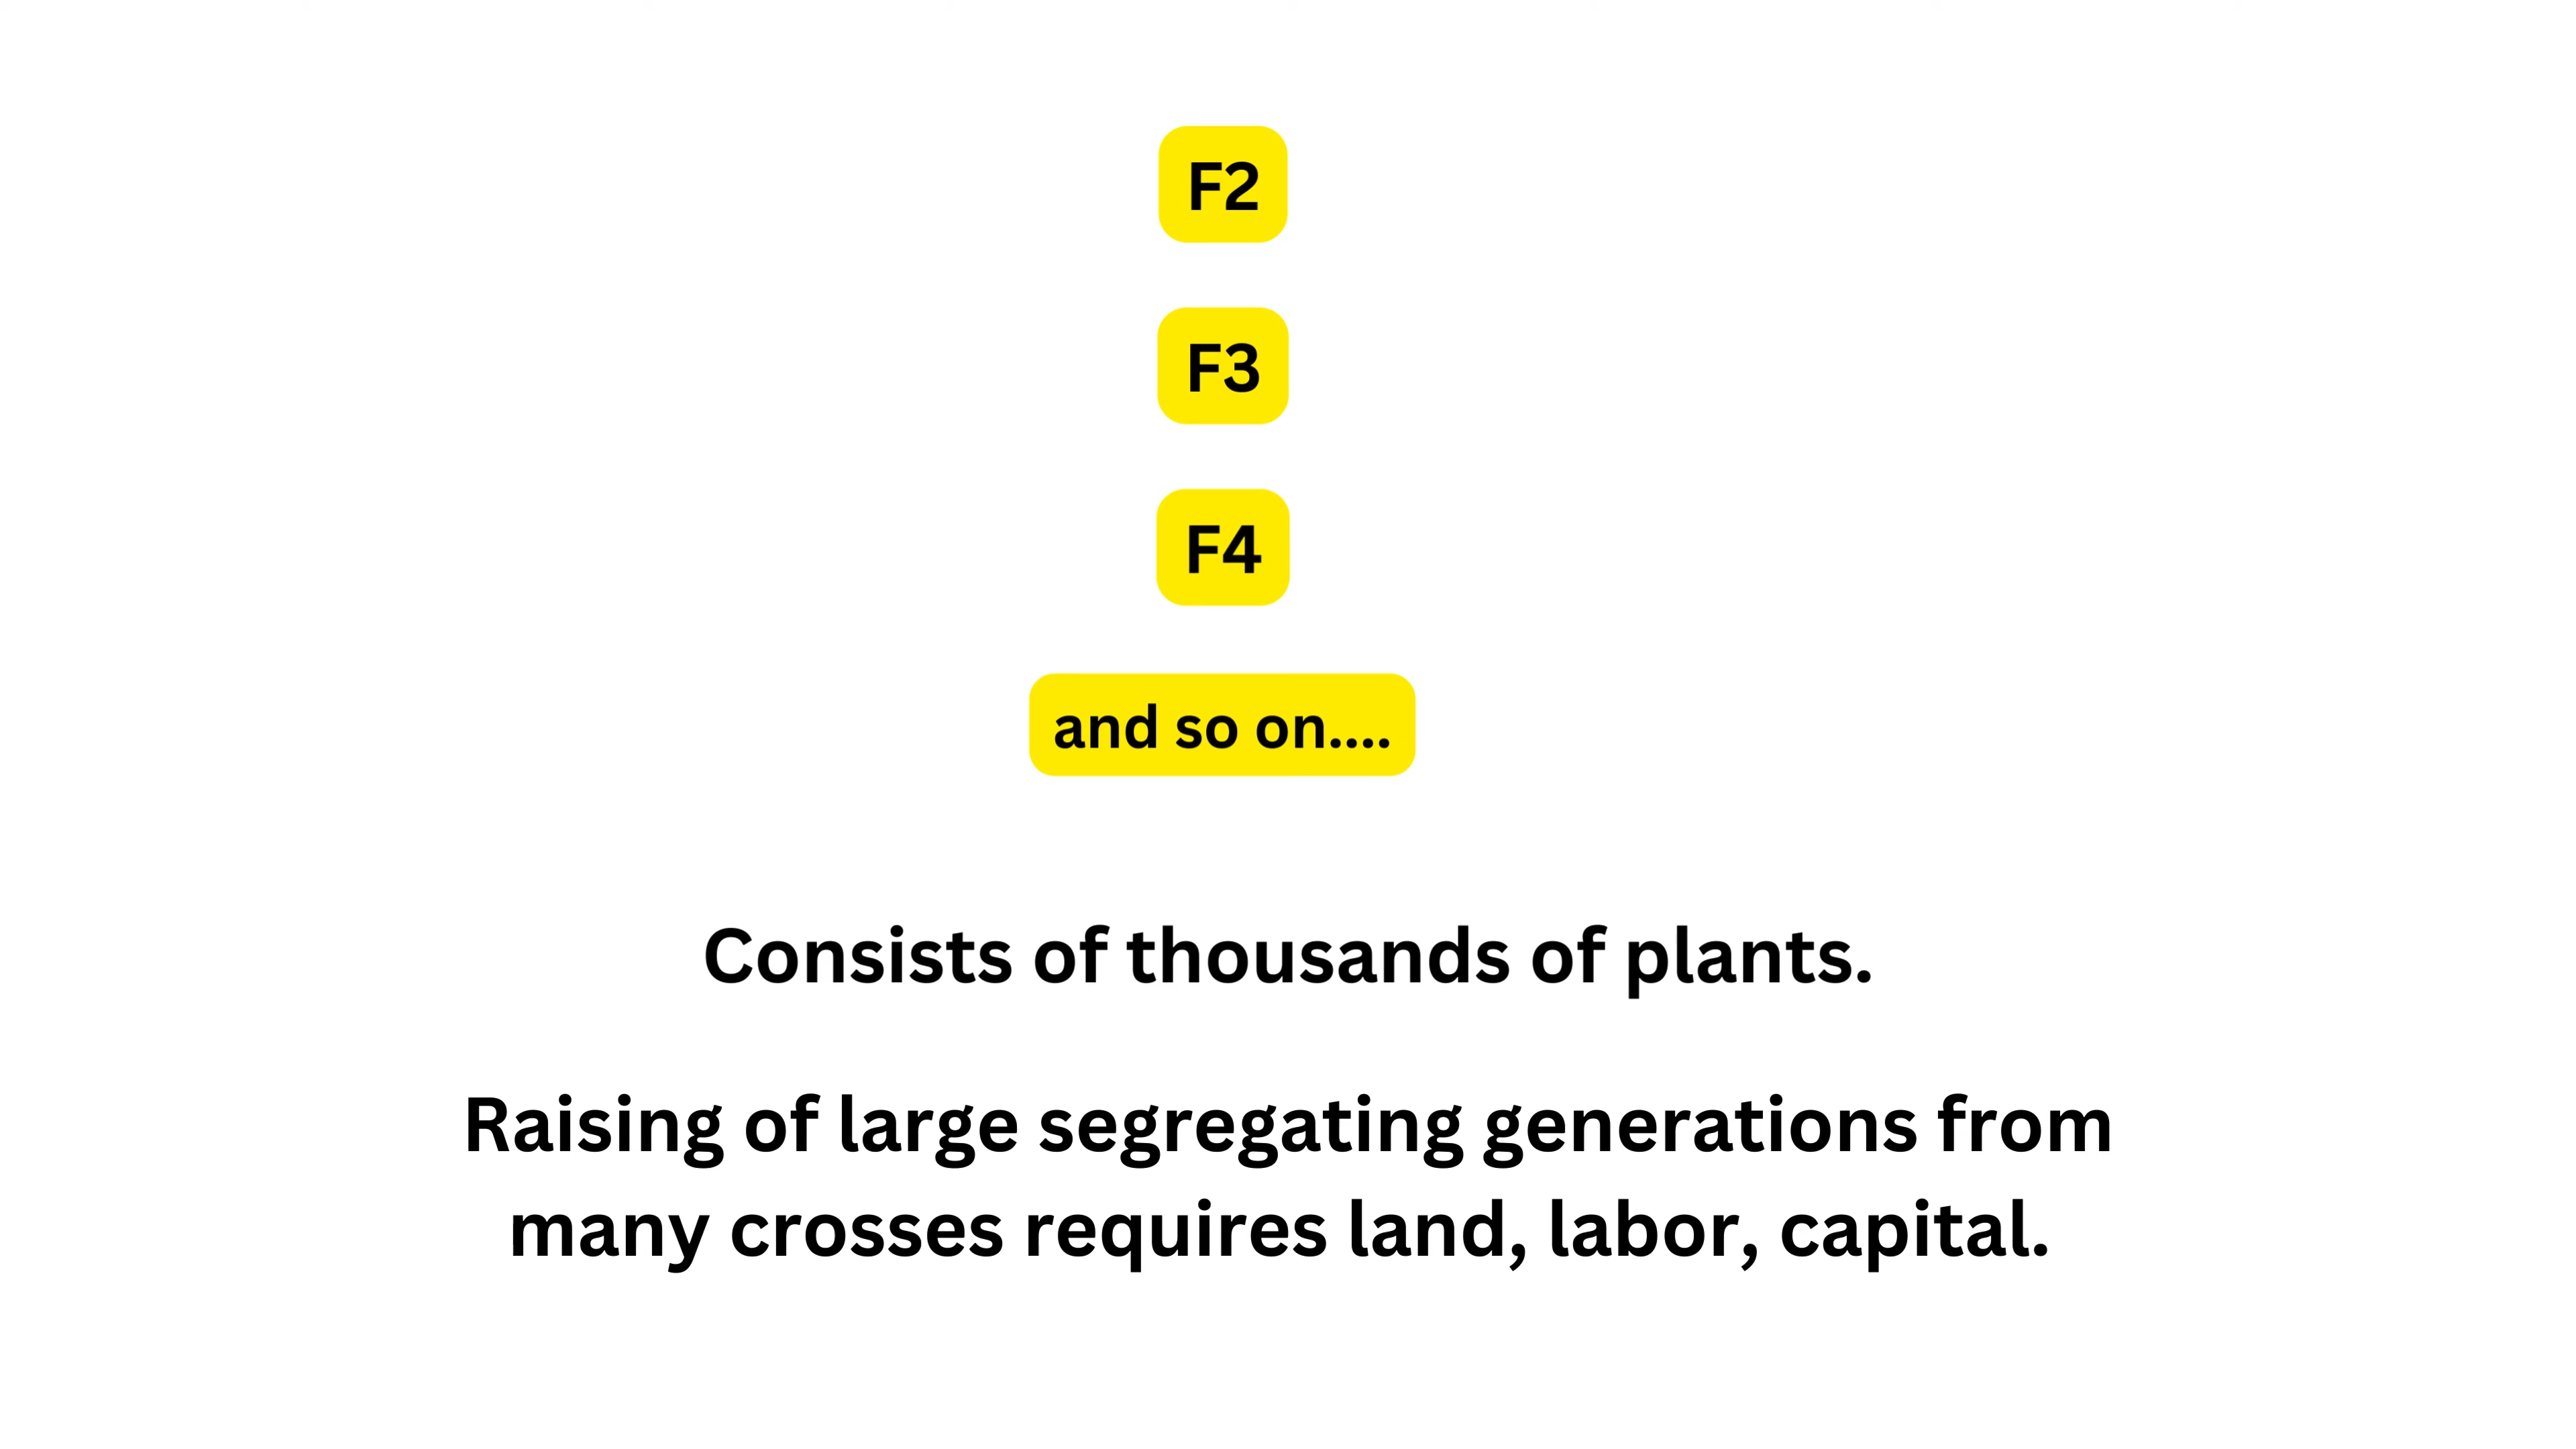 F2
F3
F4
and so on....
Consists of thousands of plants.
Raising of large segregating generations from
many crosses requires land, labor, capital.